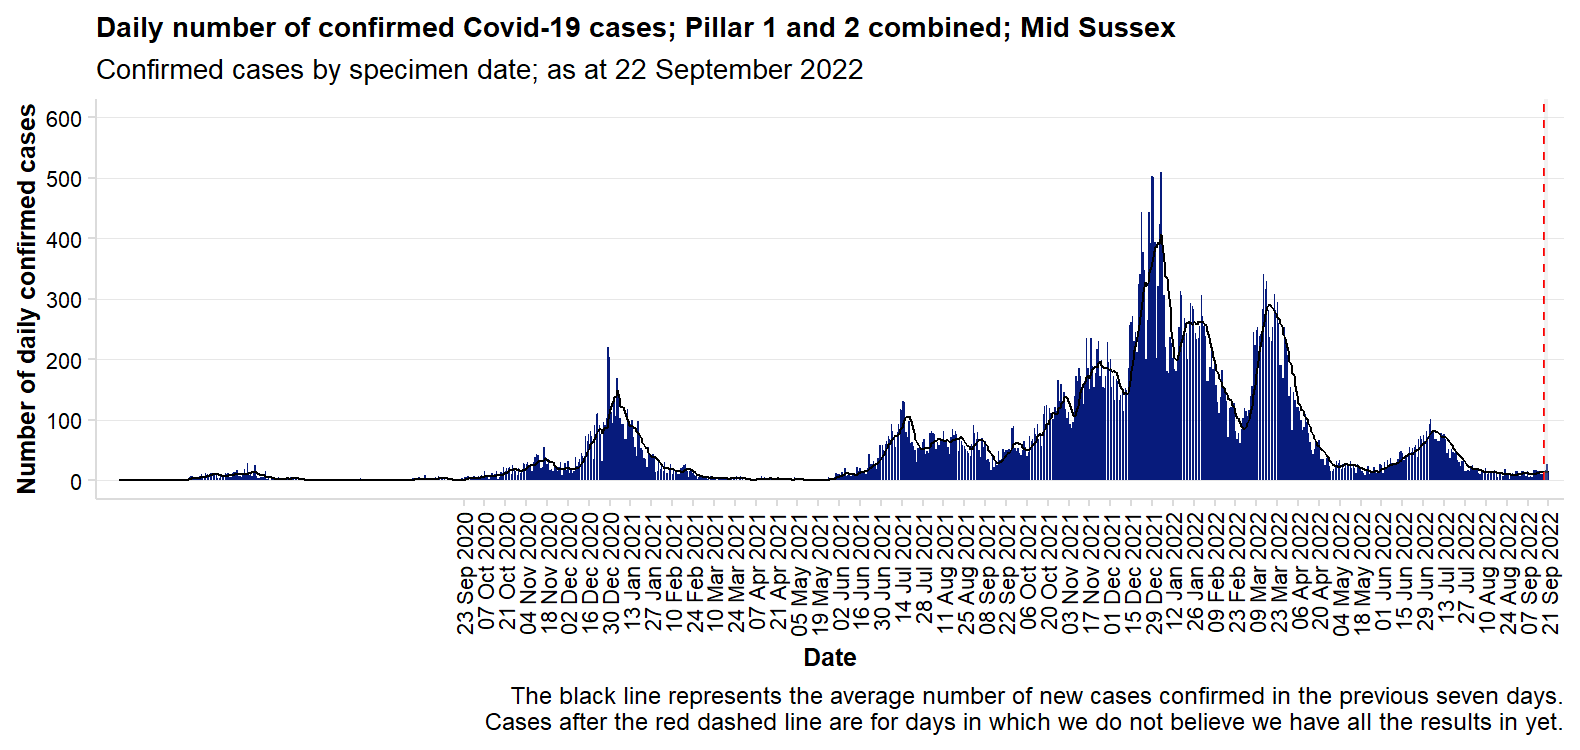 Daily number of confirmed Covid-19 cases; Pillar 1 and 2 combined; Mid Sussex
Confirmed cases by specimen date; as at 22 September 2022
Number of daily confirmed cases
600
500
400
300
200
100
0
23 Sep 2020
07 Oct 2020
21 Oct 2020
04 Nov 2020
18 Nov 2020
02 Dec 2020
16 Dec 2020
30 Dec 2020
13 Jan 2021
27 Jan 2021
10 Feb 2021
24 Feb 2021
10 Mar 2021
24 Mar 2021
07 Apr 2021
21 Apr 2021
05 May 2021
19 May 2021
02 Jun 2021
16 Jun 2021
30 Jun 2021
14 Jul 2021
28 Jul 2021
11 Aug 2021
25 Aug 2021
08 Sep 2021
22 Sep 2021
06 Oct 2021
20 Oct 2021
03 Nov 2021
17 Nov 2021
01 Dec 2021
15 Dec 2021
29 Dec 2021
12 Jan 2022
26 Jan 2022
09 Feb 2022
23 Feb 2022
09 Mar 2022
23 Mar 2022
06 Apr 2022
20 Apr 2022
04 May 2022
18 May 2022
01 Jun 2022
15 Jun 2022
29 Jun 2022
13 Jul 2022
27 Jul 2022
10 Aug 2022
24 Aug 2022
07 Sep 2022
21 Sep 2022
Date
The black line represents the average number of new cases confirmed in the previous seven days.
Cases after the red dashed line are for days in which we do not believe we have all the results in yet.